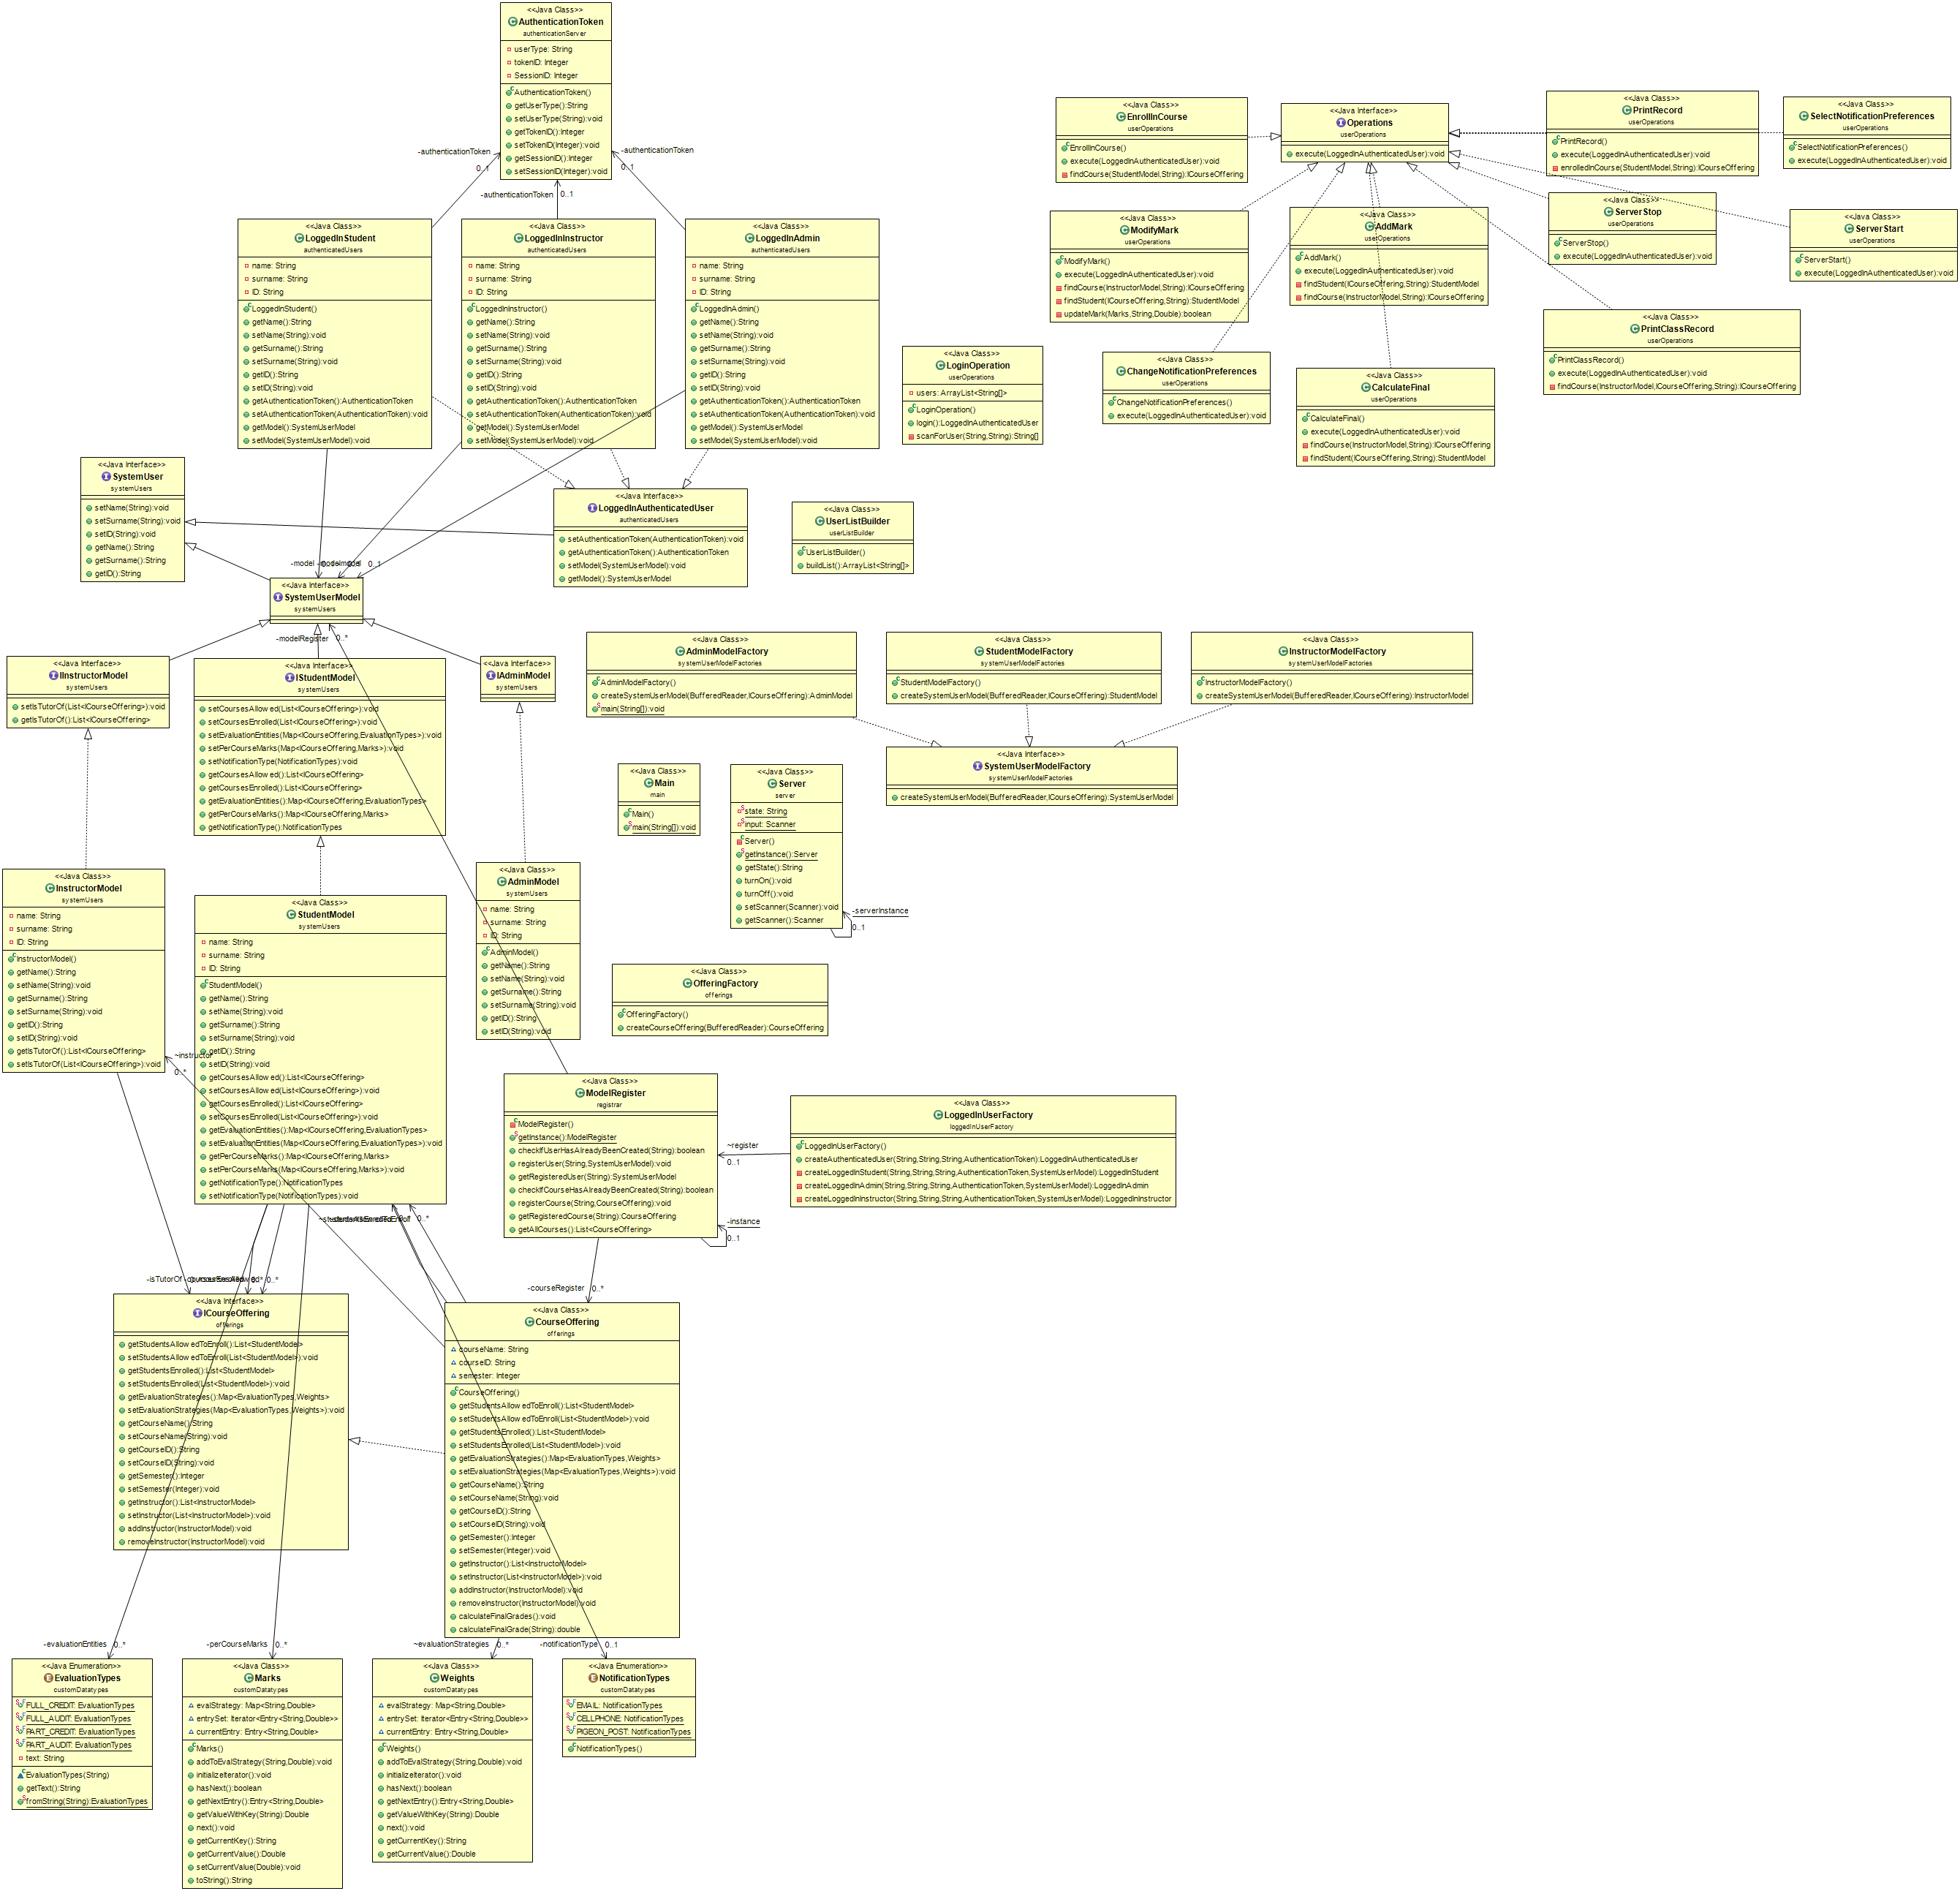 <<Java Class>>
AuthenticationToken
authenticationServer
userType: String
tokenID: Integer
SessionID: Integer
AuthenticationToken()
getUserType():String
setUserType(String):void
getTokenID():Integer
setTokenID(Integer):void
getSessionID():Integer
setSessionID(Integer):void
-authenticationToken
0..1
-authenticationToken
0..1
-authenticationToken
0..1
<<Java Class>>
LoggedInStudent
authenticatedUsers
name: String
surname: String
ID: String
LoggedInStudent()
getName():String
setName(String):void
getSurname():String
setSurname(String):void
getID():String
setID(String):void
getAuthenticationToken():AuthenticationToken
setAuthenticationToken(AuthenticationToken):void
getModel():SystemUserModel
setModel(SystemUserModel):void
<<Java Class>>
LoggedInInstructor
authenticatedUsers
name: String
surname: String
ID: String
LoggedInInstructor()
getName():String
setName(String):void
getSurname():String
setSurname(String):void
getID():String
setID(String):void
getAuthenticationToken():AuthenticationToken
setAuthenticationToken(AuthenticationToken):void
getModel():SystemUserModel
setModel(SystemUserModel):void
<<Java Class>>
LoggedInAdmin
authenticatedUsers
name: String
surname: String
ID: String
LoggedInAdmin()
getName():String
setName(String):void
getSurname():String
setSurname(String):void
getID():String
setID(String):void
getAuthenticationToken():AuthenticationToken
setAuthenticationToken(AuthenticationToken):void
getModel():SystemUserModel
setModel(SystemUserModel):void
<<Java Class>>
EnrollInCourse
userOperations
EnrollInCourse()
execute(LoggedInAuthenticatedUser):void
findCourse(StudentModel,String):ICourseOffering
<<Java Interface>>
Operations
userOperations
execute(LoggedInAuthenticatedUser):void
<<Java Class>>
PrintRecord
userOperations
PrintRecord()
execute(LoggedInAuthenticatedUser):void
enrolledInCourse(StudentModel,String):ICourseOffering
<<Java Class>>
SelectNotificationPreferences
userOperations
SelectNotificationPreferences()
execute(LoggedInAuthenticatedUser):void
<<Java Class>>
ModifyMark
userOperations
ModifyMark()
execute(LoggedInAuthenticatedUser):void
findCourse(InstructorModel,String):ICourseOffering
findStudent(ICourseOffering,String):StudentModel
updateMark(Marks,String,Double):boolean
<<Java Class>>
AddMark
userOperations
AddMark()
execute(LoggedInAuthenticatedUser):void
findStudent(ICourseOffering,String):StudentModel
findCourse(InstructorModel,String):ICourseOffering
<<Java Class>>
ServerStop
userOperations
ServerStop()
execute(LoggedInAuthenticatedUser):void
<<Java Class>>
ServerStart
userOperations
ServerStart()
execute(LoggedInAuthenticatedUser):void
<<Java Class>>
PrintClassRecord
userOperations
PrintClassRecord()
execute(LoggedInAuthenticatedUser):void
findCourse(InstructorModel,ICourseOffering,String):ICourseOffering
<<Java Class>>
LoginOperation
userOperations
users: ArrayList<String[]>
LoginOperation()
login():LoggedInAuthenticatedUser
scanForUser(String,String):String[]
<<Java Class>>
ChangeNotificationPreferences
userOperations
ChangeNotificationPreferences()
execute(LoggedInAuthenticatedUser):void
<<Java Class>>
CalculateFinal
userOperations
CalculateFinal()
execute(LoggedInAuthenticatedUser):void
findCourse(InstructorModel,String):ICourseOffering
findStudent(ICourseOffering,String):StudentModel
<<Java Interface>>
SystemUser
systemUsers
setName(String):void
setSurname(String):void
setID(String):void
getName():String
getSurname():String
getID():String
<<Java Interface>>
LoggedInAuthenticatedUser
authenticatedUsers
setAuthenticationToken(AuthenticationToken):void
getAuthenticationToken():AuthenticationToken
setModel(SystemUserModel):void
getModel():SystemUserModel
<<Java Class>>
UserListBuilder
userListBuilder
UserListBuilder()
buildList():ArrayList<String[]>
-model
0..1
<<Java Interface>>
SystemUserModel
systemUsers
-modelRegister
0..*
<<Java Interface>>
IInstructorModel
systemUsers
setIsTutorOf(List<ICourseOffering>):void
getIsTutorOf():List<ICourseOffering>
<<Java Interface>>
IStudentModel
systemUsers
setCoursesAllowed(List<ICourseOffering>):void
setCoursesEnrolled(List<ICourseOffering>):void
setEvaluationEntities(Map<ICourseOffering,EvaluationTypes>):void
setPerCourseMarks(Map<ICourseOffering,Marks>):void
setNotificationType(NotificationTypes):void
getCoursesAllowed():List<ICourseOffering>
getCoursesEnrolled():List<ICourseOffering>
getEvaluationEntities():Map<ICourseOffering,EvaluationTypes>
getPerCourseMarks():Map<ICourseOffering,Marks>
getNotificationType():NotificationTypes
<<Java Interface>>
IAdminModel
systemUsers
<<Java Class>>
AdminModelFactory
systemUserModelFactories
AdminModelFactory()
createSystemUserModel(BufferedReader,ICourseOffering):AdminModel
main(String[]):void
<<Java Class>>
StudentModelFactory
systemUserModelFactories
StudentModelFactory()
createSystemUserModel(BufferedReader,ICourseOffering):StudentModel
<<Java Class>>
InstructorModelFactory
systemUserModelFactories
InstructorModelFactory()
createSystemUserModel(BufferedReader,ICourseOffering):InstructorModel
<<Java Interface>>
SystemUserModelFactory
systemUserModelFactories
createSystemUserModel(BufferedReader,ICourseOffering):SystemUserModel
<<Java Class>>
Main
main
Main()
main(String[]):void
<<Java Class>>
Server
server
state: String
input: Scanner
Server()
getInstance():Server
getState():String
turnOn():void
turnOff():void
setScanner(Scanner):void
getScanner():Scanner
-serverInstance
0..1
<<Java Class>>
InstructorModel
systemUsers
name: String
surname: String
ID: String
InstructorModel()
getName():String
setName(String):void
getSurname():String
setSurname(String):void
getID():String
setID(String):void
getIsTutorOf():List<ICourseOffering>
setIsTutorOf(List<ICourseOffering>):void
~instructor
0..*
<<Java Class>>
StudentModel
systemUsers
name: String
surname: String
ID: String
StudentModel()
getName():String
setName(String):void
getSurname():String
setSurname(String):void
getID():String
setID(String):void
getCoursesAllowed():List<ICourseOffering>
setCoursesAllowed(List<ICourseOffering>):void
getCoursesEnrolled():List<ICourseOffering>
setCoursesEnrolled(List<ICourseOffering>):void
getEvaluationEntities():Map<ICourseOffering,EvaluationTypes>
setEvaluationEntities(Map<ICourseOffering,EvaluationTypes>):void
getPerCourseMarks():Map<ICourseOffering,Marks>
setPerCourseMarks(Map<ICourseOffering,Marks>):void
getNotificationType():NotificationTypes
setNotificationType(NotificationTypes):void
<<Java Class>>
AdminModel
systemUsers
name: String
surname: String
ID: String
AdminModel()
getName():String
setName(String):void
getSurname():String
setSurname(String):void
getID():String
setID(String):void
<<Java Class>>
OfferingFactory
offerings
OfferingFactory()
createCourseOffering(BufferedReader):CourseOffering
<<Java Class>>
ModelRegister
registrar
ModelRegister()
getInstance():ModelRegister
checkIfUserHasAlreadyBeenCreated(String):boolean
registerUser(String,SystemUserModel):void
getRegisteredUser(String):SystemUserModel
checkIfCourseHasAlreadyBeenCreated(String):boolean
registerCourse(String,CourseOffering):void
getRegisteredCourse(String):CourseOffering
getAllCourses():List<CourseOffering>
~register
0..1
-instance
0..1
<<Java Class>>
LoggedInUserFactory
loggedInUserFactory
LoggedInUserFactory()
createAuthenticatedUser(String,String,String,AuthenticationToken):LoggedInAuthenticatedUser
createLoggedInStudent(String,String,String,AuthenticationToken,SystemUserModel):LoggedInStudent
createLoggedInAdmin(String,String,String,AuthenticationToken,SystemUserModel):LoggedInAdmin
createLoggedInInstructor(String,String,String,AuthenticationToken,SystemUserModel):LoggedInInstructor
0..*
-isTutorOf
0..*
-courseRegister
0..*
<<Java Interface>>
ICourseOffering
offerings
getStudentsAllowedToEnroll():List<StudentModel>
setStudentsAllowedToEnroll(List<StudentModel>):void
getStudentsEnrolled():List<StudentModel>
setStudentsEnrolled(List<StudentModel>):void
getEvaluationStrategies():Map<EvaluationTypes,Weights>
setEvaluationStrategies(Map<EvaluationTypes,Weights>):void
getCourseName():String
setCourseName(String):void
getCourseID():String
setCourseID(String):void
getSemester():Integer
setSemester(Integer):void
getInstructor():List<InstructorModel>
setInstructor(List<InstructorModel>):void
addInstructor(InstructorModel):void
removeInstructor(InstructorModel):void
<<Java Class>>
CourseOffering
offerings
courseName: String
courseID: String
semester: Integer
CourseOffering()
getStudentsAllowedToEnroll():List<StudentModel>
setStudentsAllowedToEnroll(List<StudentModel>):void
getStudentsEnrolled():List<StudentModel>
setStudentsEnrolled(List<StudentModel>):void
getEvaluationStrategies():Map<EvaluationTypes,Weights>
setEvaluationStrategies(Map<EvaluationTypes,Weights>):void
getCourseName():String
setCourseName(String):void
getCourseID():String
setCourseID(String):void
getSemester():Integer
setSemester(Integer):void
getInstructor():List<InstructorModel>
setInstructor(List<InstructorModel>):void
addInstructor(InstructorModel):void
removeInstructor(InstructorModel):void
calculateFinalGrades():void
calculateFinalGrade(String):double
-evaluationEntities
0..*
-perCourseMarks
0..*
~evaluationStrategies
0..*
-notificationType
0..1
<<Java Enumeration>>
EvaluationTypes
customDatatypes
FULL_CREDIT: EvaluationTypes
FULL_AUDIT: EvaluationTypes
PART_CREDIT: EvaluationTypes
PART_AUDIT: EvaluationTypes
text: String
EvaluationTypes(String)
getText():String
fromString(String):EvaluationTypes
<<Java Class>>
Marks
customDatatypes
evalStrategy: Map<String,Double>
entrySet: Iterator<Entry<String,Double>>
currentEntry: Entry<String,Double>
Marks()
addToEvalStrategy(String,Double):void
initializeIterator():void
hasNext():boolean
getNextEntry():Entry<String,Double>
getValueWithKey(String):Double
next():void
getCurrentKey():String
getCurrentValue():Double
setCurrentValue(Double):void
toString():String
<<Java Class>>
Weights
customDatatypes
evalStrategy: Map<String,Double>
entrySet: Iterator<Entry<String,Double>>
currentEntry: Entry<String,Double>
Weights()
addToEvalStrategy(String,Double):void
initializeIterator():void
hasNext():boolean
getNextEntry():Entry<String,Double>
getValueWithKey(String):Double
next():void
getCurrentKey():String
getCurrentValue():Double
<<Java Enumeration>>
NotificationTypes
customDatatypes
EMAIL: NotificationTypes
CELLPHONE: NotificationTypes
PIGEON_POST: NotificationTypes
NotificationTypes()